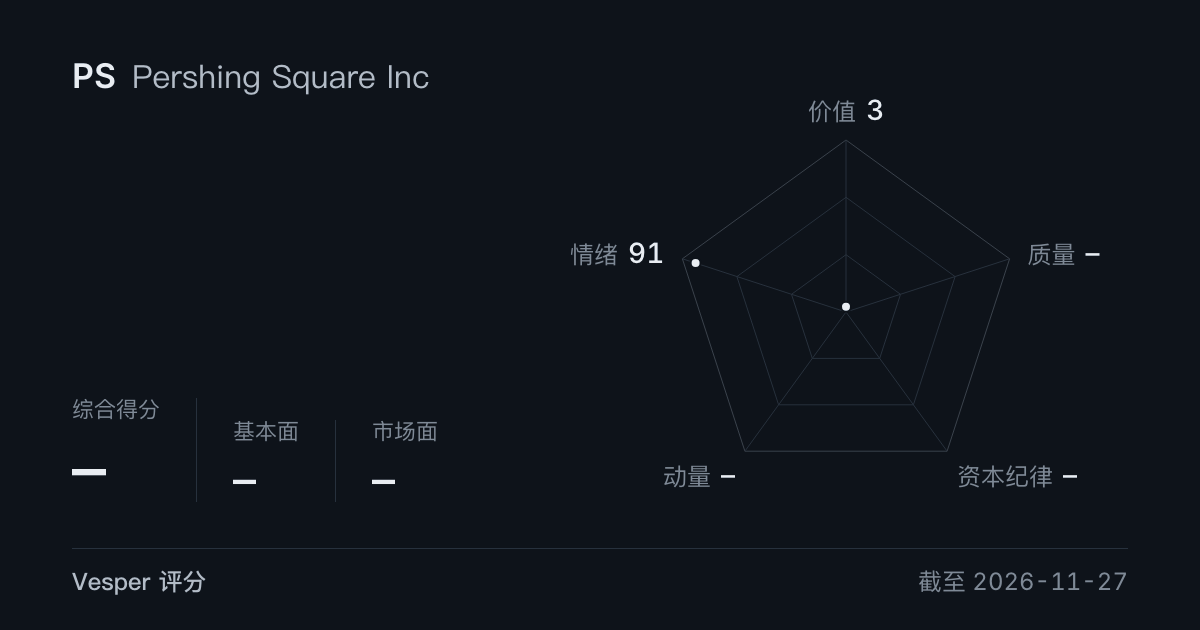 PS Pershing Square Inc
价值 3
情绪 91
质量 –
综合得分
–
基本面
–
市场面
–
动量 –
资本纪律 –
Vesper 评分
截至 2026-11-27